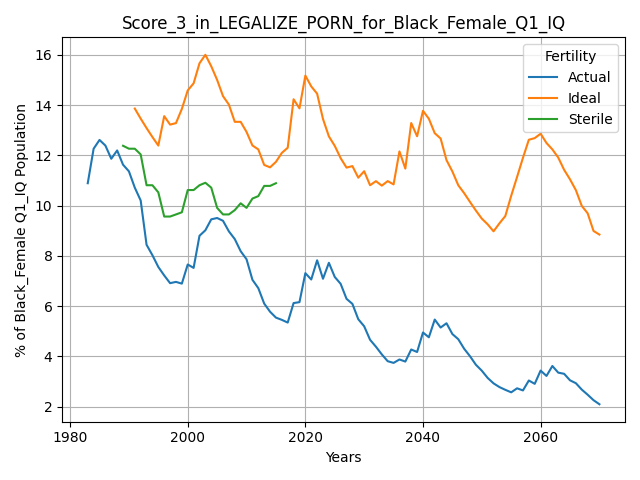 Score_3_in_LEGALIZE_PORN_for_Black_Female_Q1_IQ
% of Black_Female Q1_IQ Population
16
14
12
10
8
6
4
2
Fertility
Actual
Ideal
Sterile
1980
2000
2020
2040
2060
Years